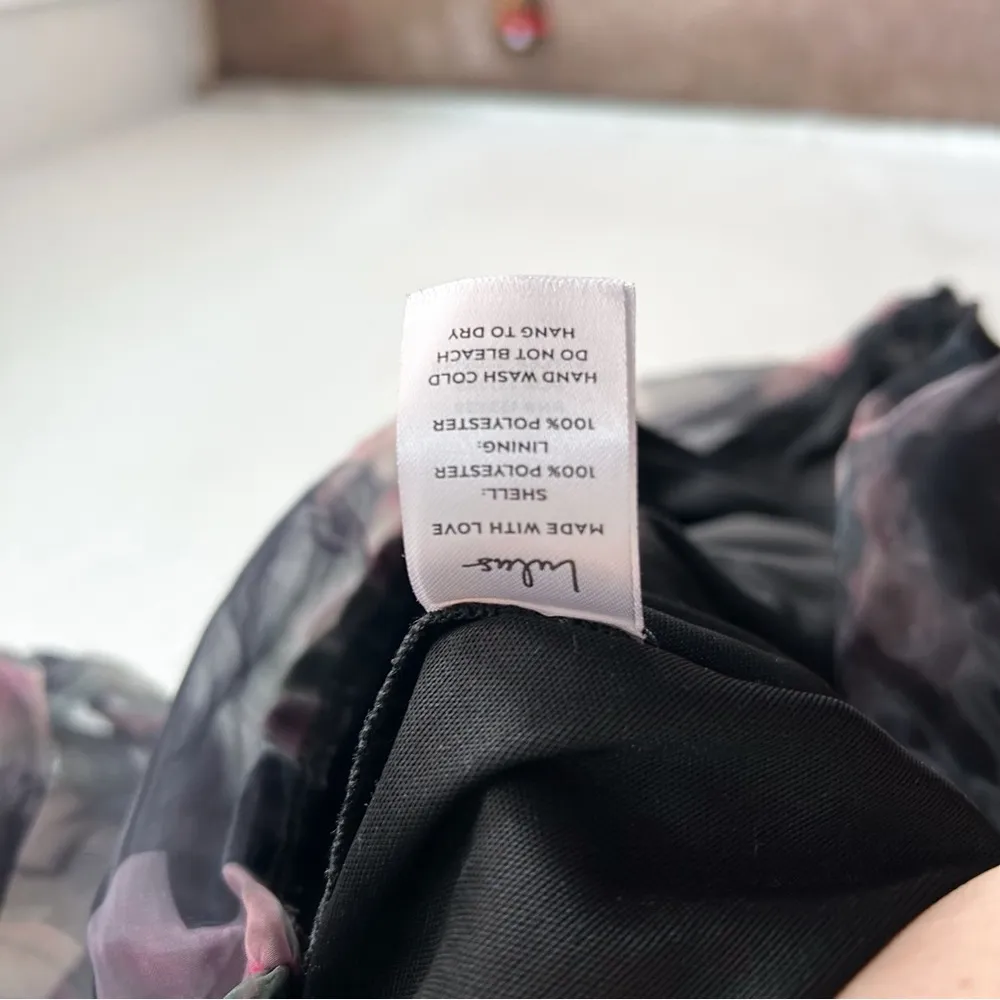 Lulus
MADE WITH LOVE
SHELL:
100% POLYESTER
LINING:
100% POLYESTER
HAND WASH COLD
DO NOT BLEACH
HANG TO DRY